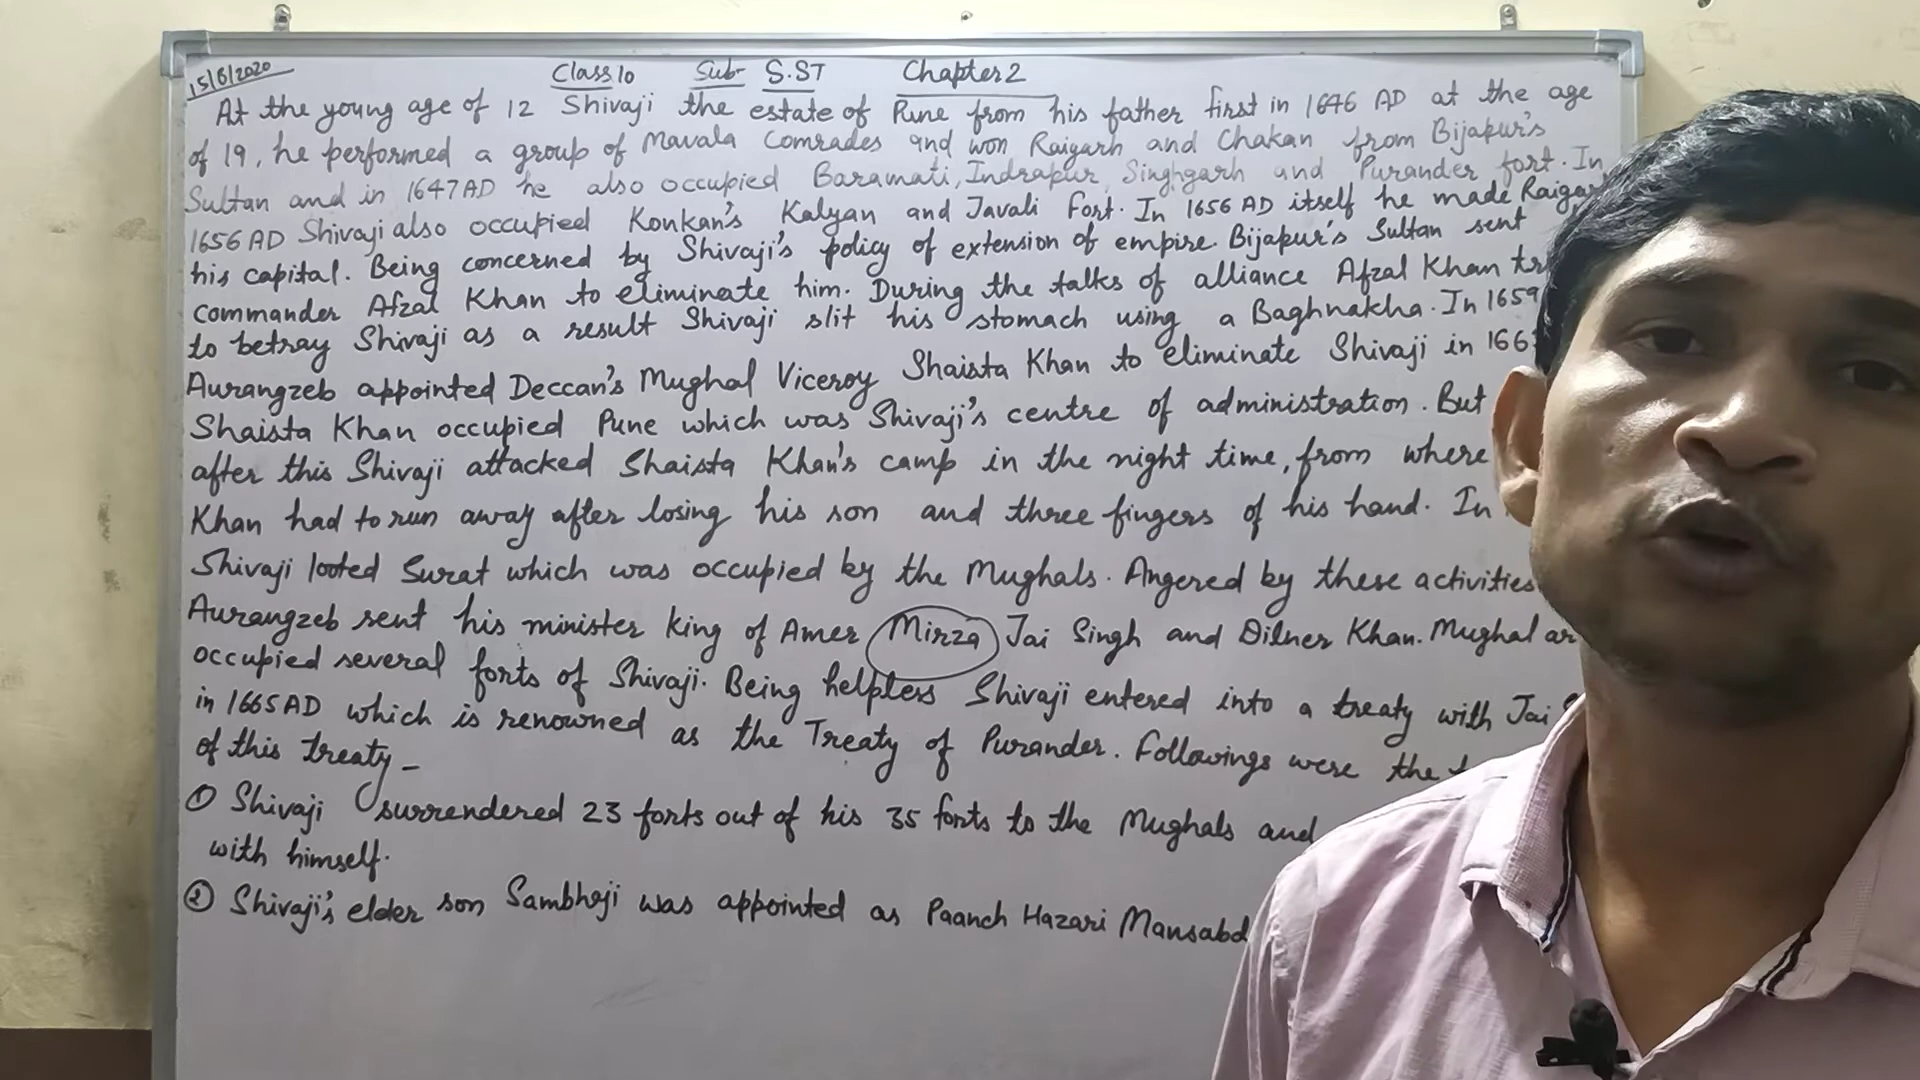 15/6/2020 Class 10 Sub- S.ST Chapter 2
At the young age of 12 Shivaji the estate of Pune from his father first in 1646 AD at the age
of 19, he performed a group of Mavala Comrades and won Raigarh and Chakan from Bijapur's
Sultan and in 1647 AD he also occupied Baramati, Indrapur, Singhgarh and Purander fort. In
1656 AD Shivaji also occupied Konkan's Kalyan and Javali Fort. In 1656 AD itself he made Raigar
his capital. Being concerned by Shivaji's policy of extension of empire. Bijapur's Sultan sent
commander Afzal Khan to eliminate him. During the talks of alliance Afzal Khan tr
to betray Shivaji as a result Shivaji slit his stomach using a Baghnakha. In 1659
Aurangzeb appointed Deccan's Mughal Viceroy Shaista Khan to eliminate Shivaji in 166
Shaista Khan occupied Pune which was Shivaji's centre of administration. But
after this Shivaji attacked Shaista Khan's camp in the night time, from where
Khan had to run away after losing his son and three fingers of his hand. In
Shivaji looted Surat which was occupied by the Mughals. Angered by these activities
Aurangzeb sent his minister king of Amer Mirza Jai Singh and Dilner Khan. Mughal ar
occupied several forts of Shivaji. Being helpless Shivaji entered into a treaty with Jai S
in 1665 AD which is renowned as the Treaty of Purander. Followings were the t
of this treaty -
① Shivaji surrendered 23 forts out of his 35 forts to the Mughals and
with himself.
② Shivaji's elder son Sambhaji was appointed as Paanch Hazari Mansabd